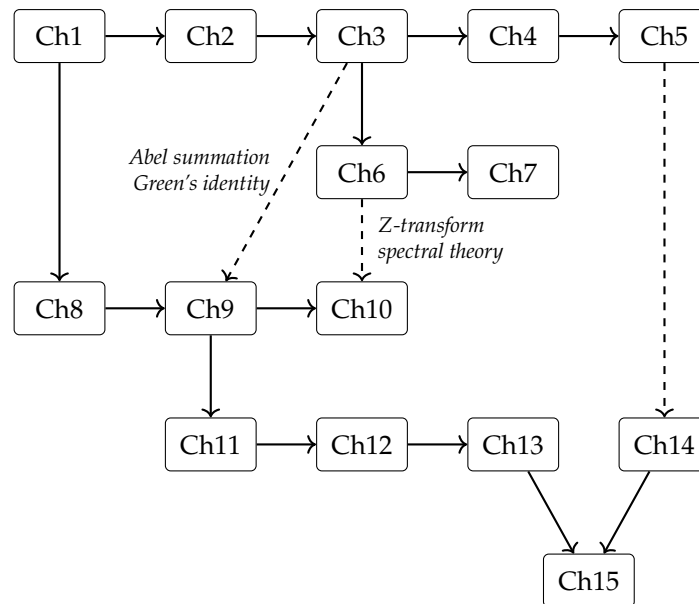 Ch1
Ch2
Ch3
Ch4
Ch5
Abel summation
Green's identity
Ch6
Ch7
Z-transform
spectral theory
Ch8
Ch9
Ch10
Ch11
Ch12
Ch13
Ch14
Ch15